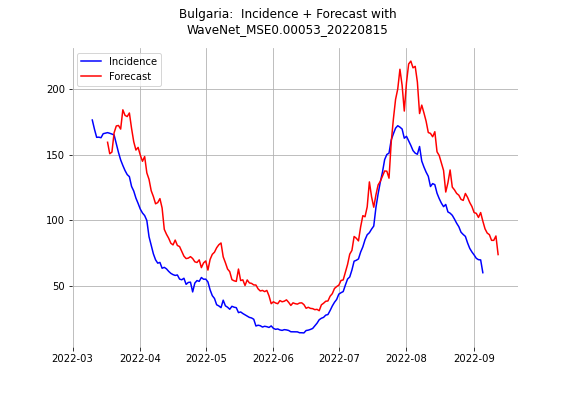 Bulgaria:  Incidence + Forecast with
WaveNet_MSE0.00053_20220815
Incidence
Forecast
200
150
100
50
2022-03
2022-04
2022-05
2022-06
2022-07
2022-08
2022-09